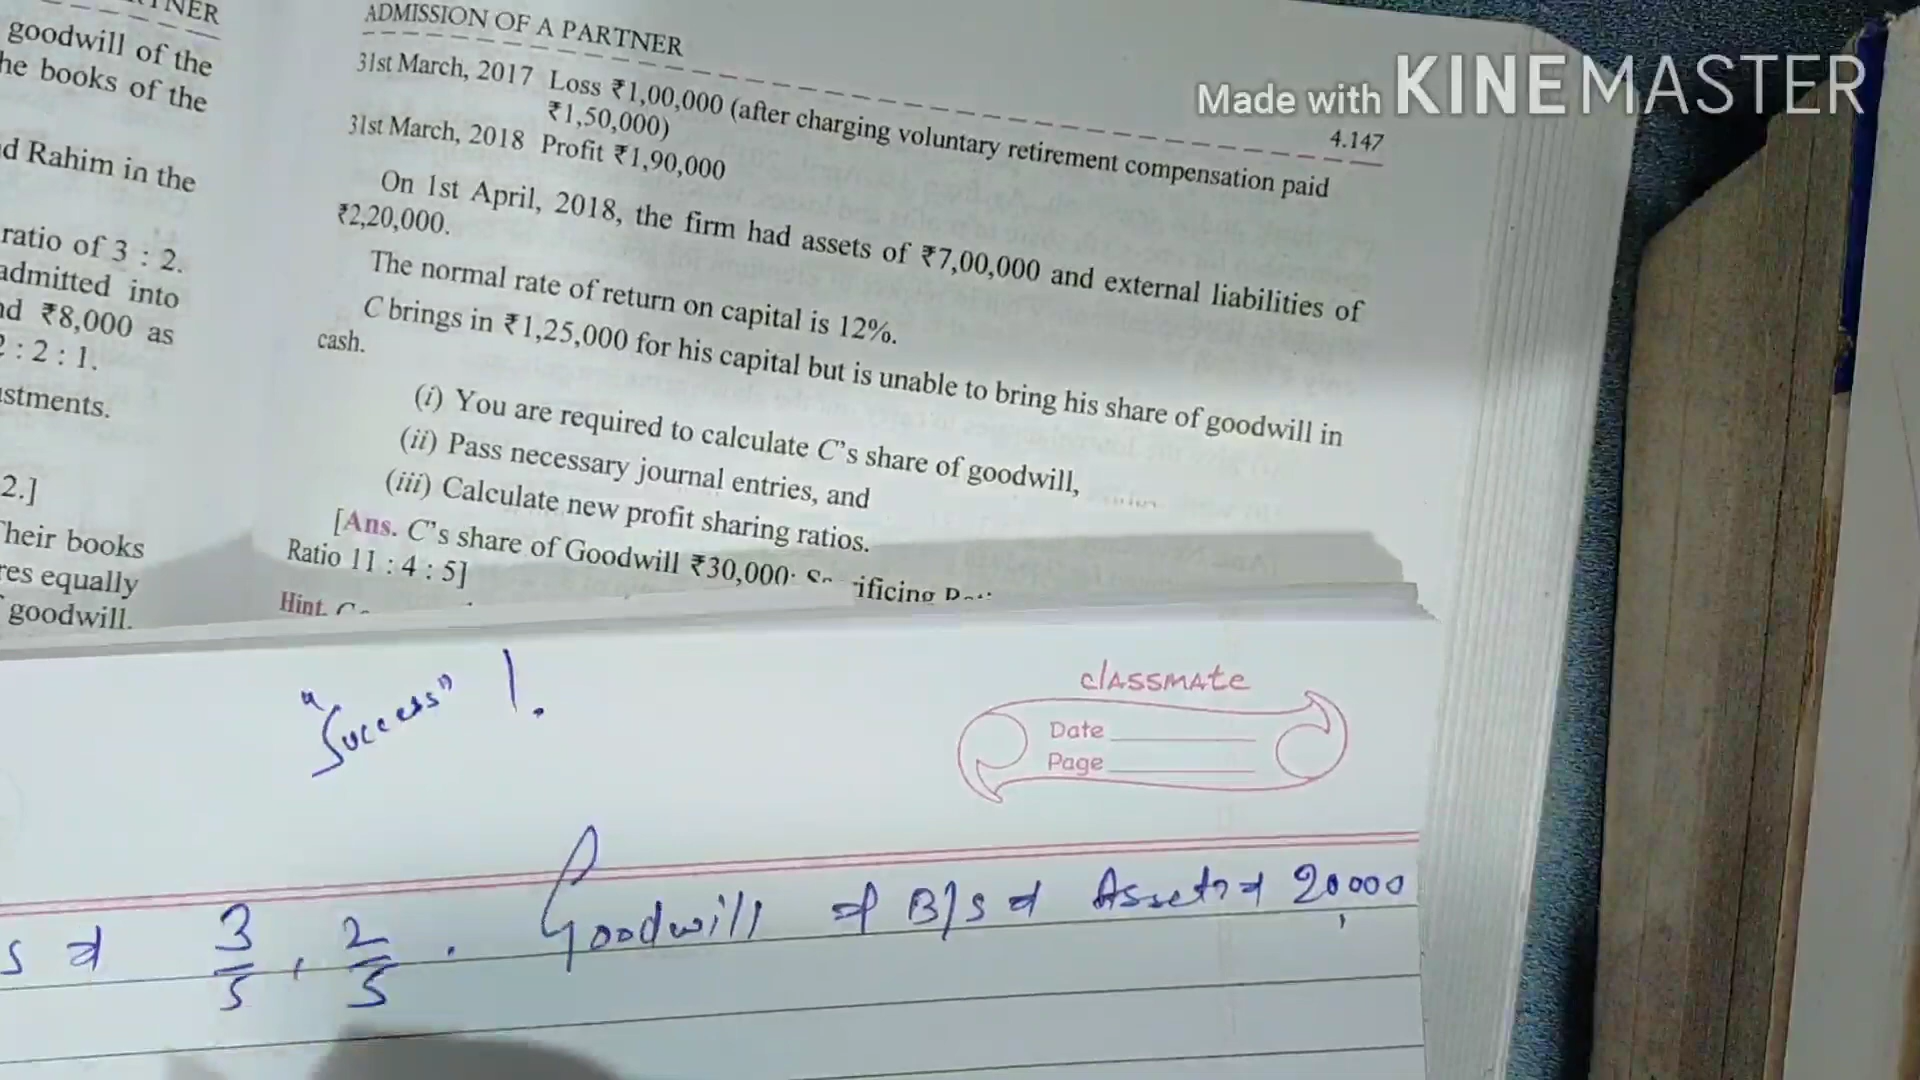 goodwill of the
he books of the
d Rahim in the
ratio of 3 : 2.
admitted into
nd ₹8,000 as
2 : 2 : 1.
ustments.
2.]
Their books
res equally
goodwill.
ADMISSION OF A PARTNER
4.147
31st March, 2017 Loss ₹1,00,000 (after charging voluntary retirement compensation paid
₹1,50,000)
31st March, 2018 Profit ₹1,90,000
On 1st April, 2018, the firm had assets of ₹7,00,000 and external liabilities of
₹2,20,000.
The normal rate of return on capital is 12%.
C brings in ₹1,25,000 for his capital but is unable to bring his share of goodwill in
cash.
(i) You are required to calculate C's share of goodwill,
(ii) Pass necessary journal entries, and
(iii) Calculate new profit sharing ratios.
[Ans. C's share of Goodwill ₹30,000;
Ratio 11 : 4 : 5]
Hint.
Made with KINEMASTER
"Success" !.
classmate
Date
Page
3/5, 2/5. Goodwill of B/S Assets 20000